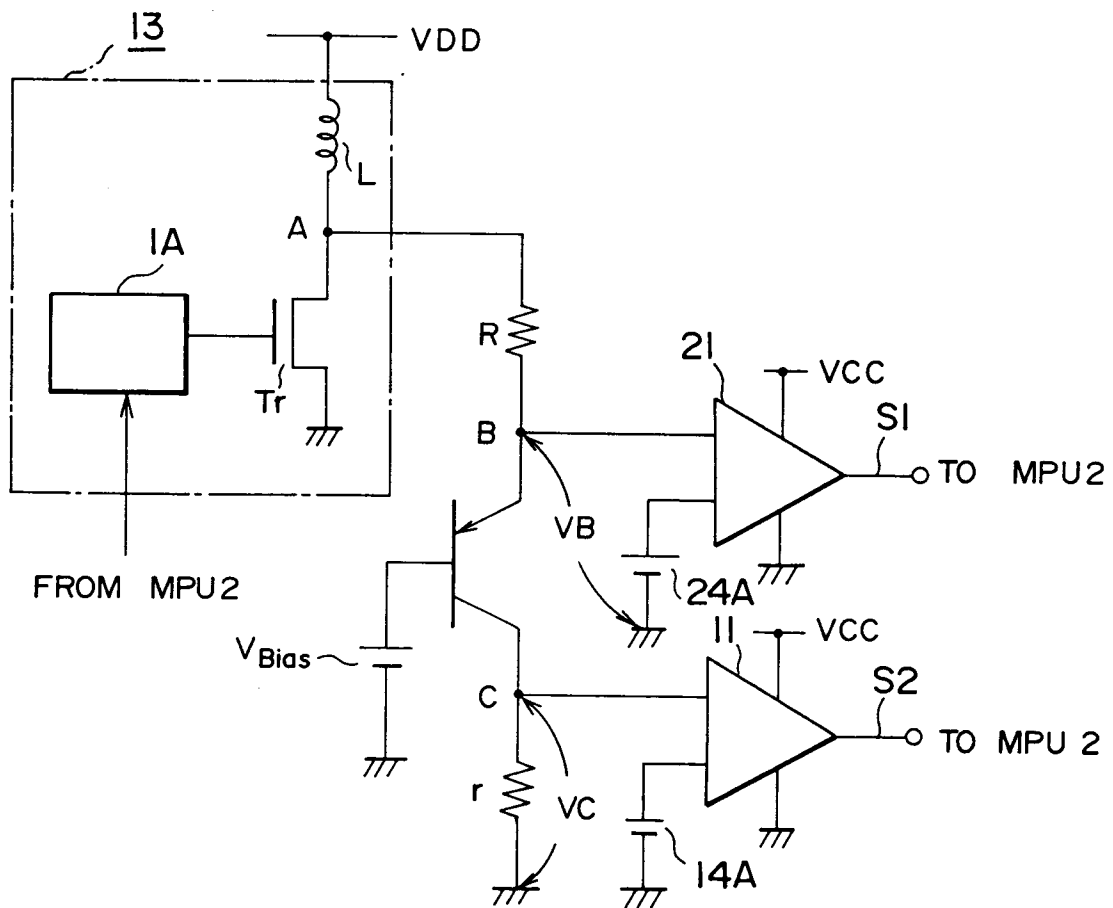 13
VDD
L
A
1A
Tr
R
21
VCC
S1
B
TO MPU2
VB
FROM MPU2
24A
11
VCC
VBias
S2
C
TO MPU 2
r
VC
14A